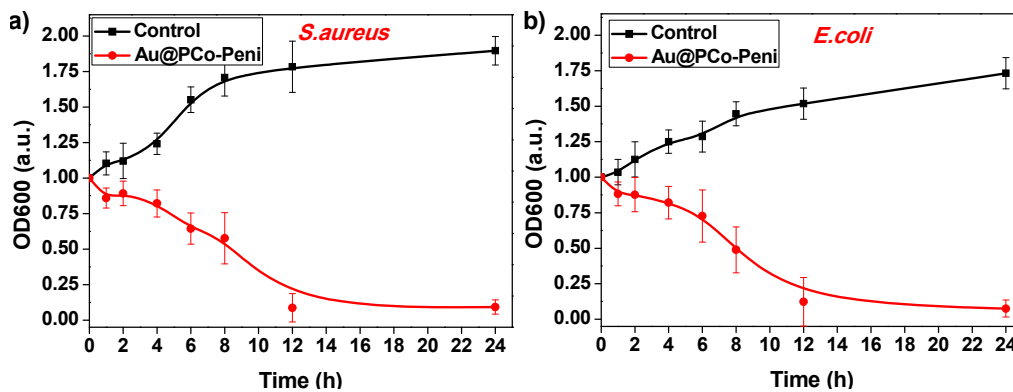 a)
Control
Au@PCo-Peni
S.aureus
2.00
1.75
1.50
1.25
1.00
0.75
0.50
0.25
0.00
OD600 (a.u.)
0 2 4 6 8 10 12 14 16 18 20 22 24
Time (h)
b)
Control
Au@PCo-Peni
E.coli
2.00
1.75
1.50
1.25
1.00
0.75
0.50
0.25
0.00
OD600 (a.u.)
0 2 4 6 8 10 12 14 16 18 20 22 24
Time (h)